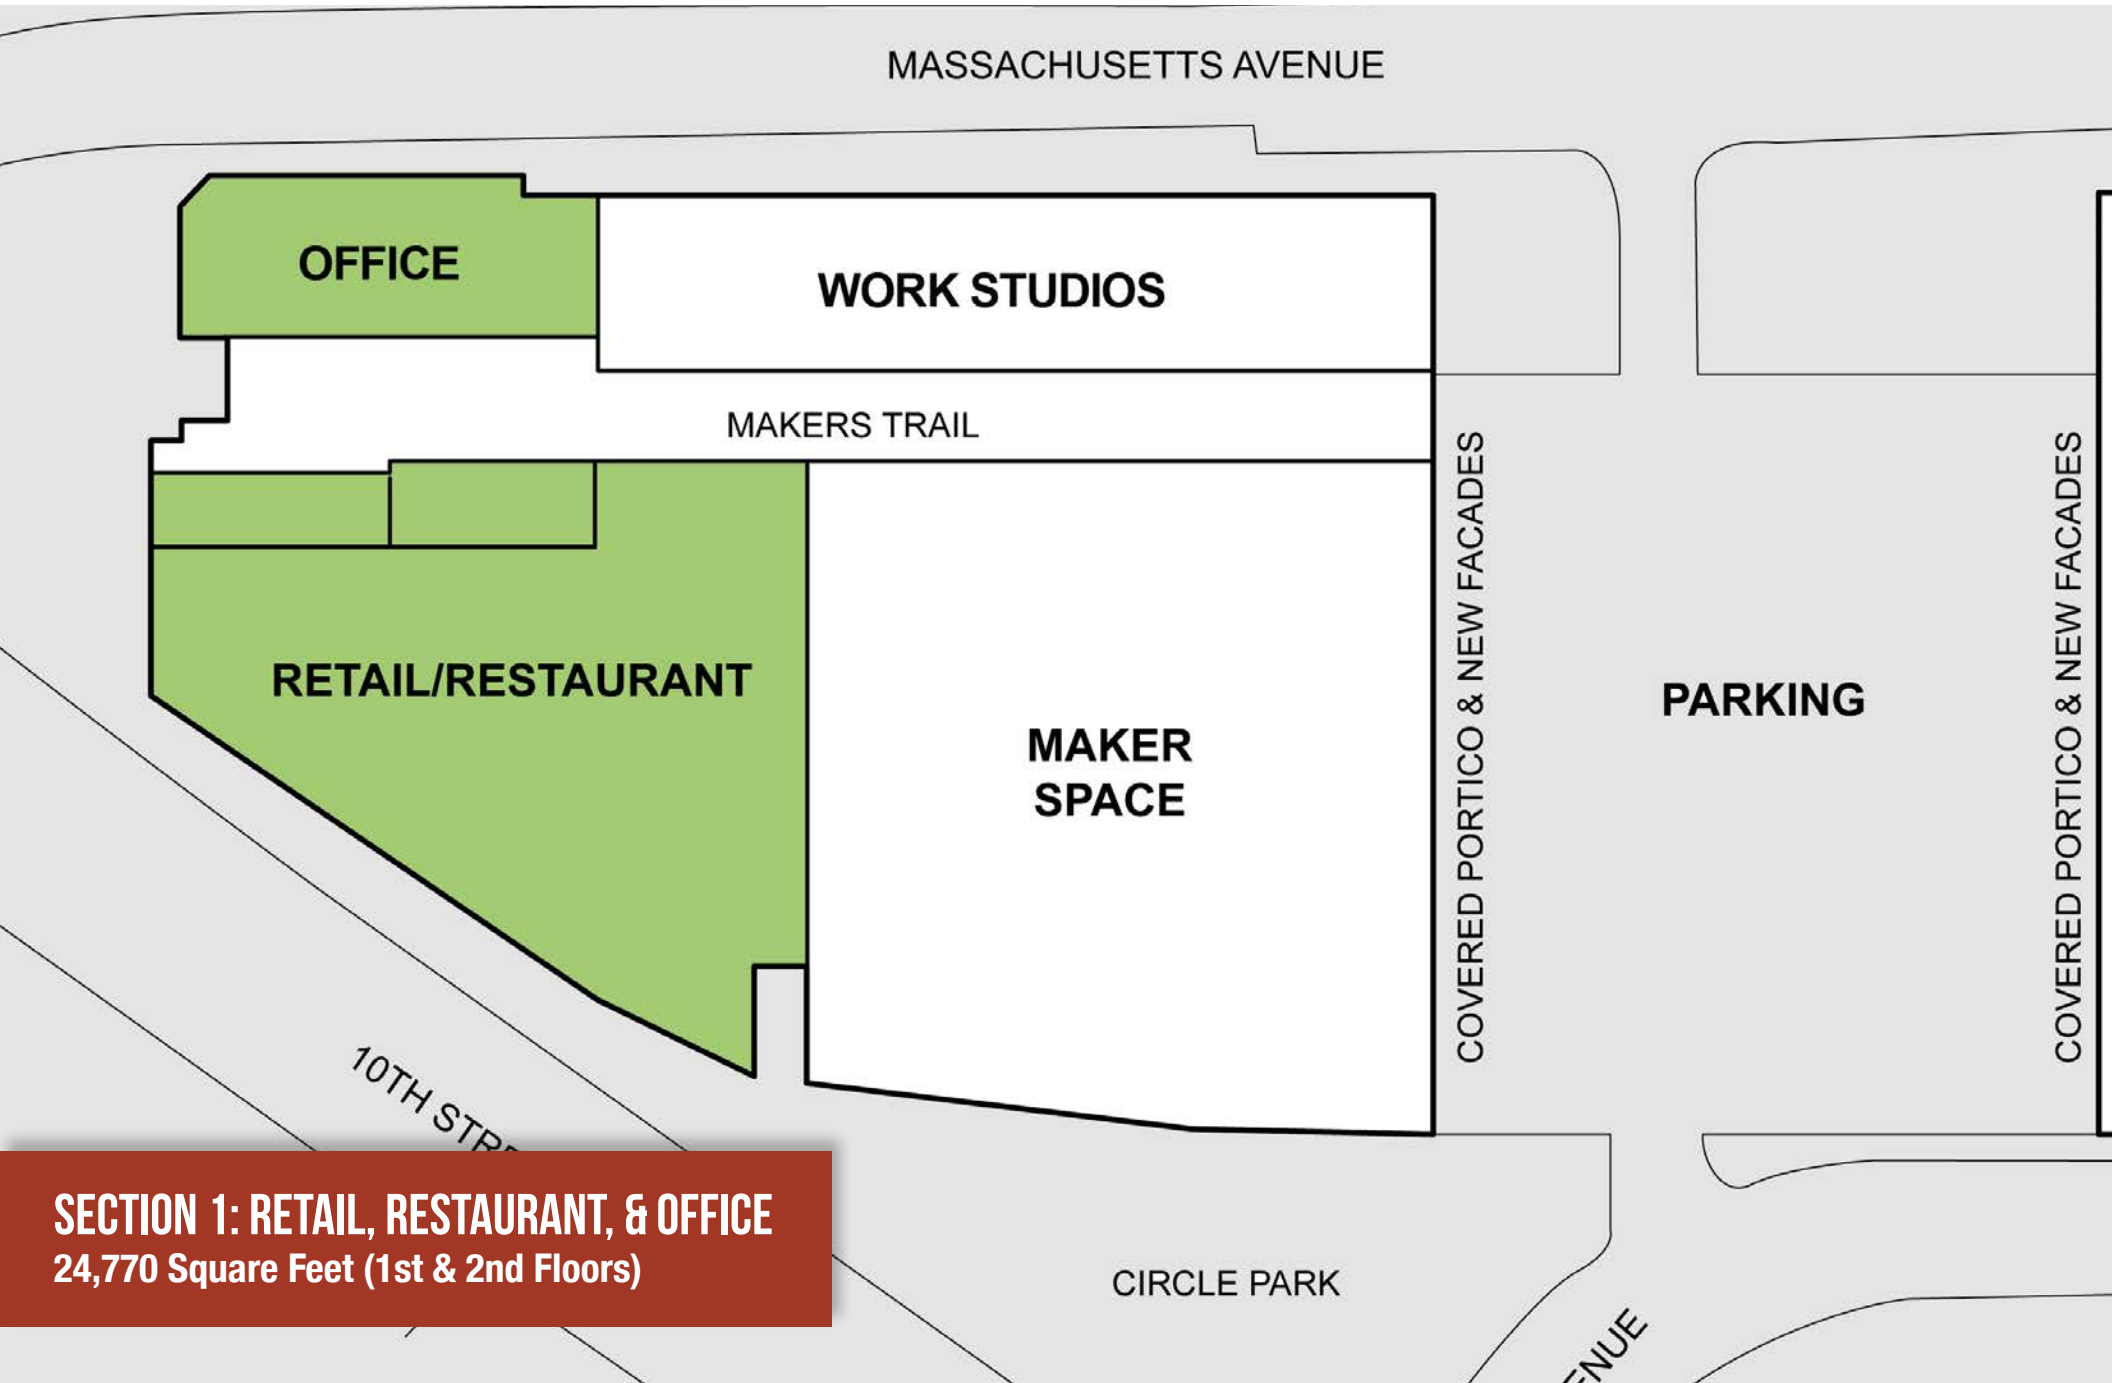 MASSACHUSETTS AVENUE
OFFICE
WORK STUDIOS
MAKERS TRAIL
RETAIL/RESTAURANT
MAKER
SPACE
COVERED PORTICO & NEW FACADES
PARKING
COVERED PORTICO & NEW FACADES
10TH
SECTION 1: RETAIL, RESTAURANT, & OFFICE
24,770 Square Feet (1st & 2nd Floors)
CIRCLE PARK